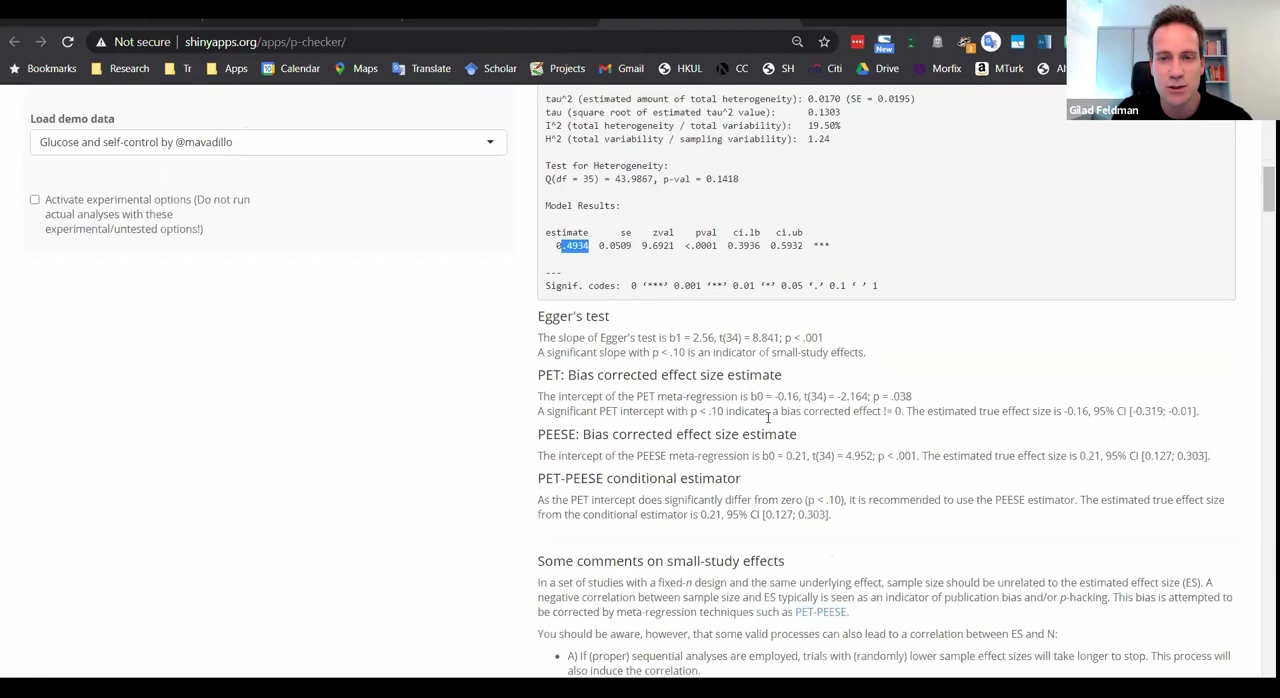 Not secure
shinyapps.org/apps/p-checker/
New
3
Gilad Feldman
Bookmarks Research Tr Apps Calendar Maps Translate Scholar Projects Gmail HKUL CC SH Citi Drive Morfix MTurk
Load demo data
Glucose and self-control by @mavadillo
Activate experimental options (Do not run
actual analyses with these
experimental/untested options!)
tau^2 (estimated amount of total heterogeneity): 0.0170 (SE = 0.0195)
tau (square root of estimated tau^2 value): 0.1303
I^2 (total heterogeneity / total variability): 19.50%
H^2 (total variability / sampling variability): 1.24
Test for Heterogeneity:
Q(df = 35) = 43.9867, p-val = 0.1418
Model Results:
estimate se zval pval ci.lb ci.ub
0.4934 0.0509 9.6921 <.0001 0.3936 0.5932 ***
---
Signif. codes: 0 ‘***’ 0.001 ‘**’ 0.01 ‘*’ 0.05 ‘.’ 0.1 ‘ ’ 1
Egger's test
The slope of Egger's test is b1 = 2.56, t(34) = 8.841; p < .001
A significant slope with p < .10 is an indicator of small-study effects.
PET: Bias corrected effect size estimate
The intercept of the PET meta-regression is b0 = -0.16, t(34) = -2.164; p = .038
A significant PET intercept with p < .10 indicates a bias corrected effect != 0. The estimated true effect size is -0.16, 95% CI [-0.319; -0.01].
PEESE: Bias corrected effect size estimate
The intercept of the PEESE meta-regression is b0 = 0.21, t(34) = 4.952; p < .001. The estimated true effect size is 0.21, 95% CI [0.127; 0.303].
PET-PEESE conditional estimator
As the PET intercept does significantly differ from zero (p < .10), it is recommended to use the PEESE estimator. The estimated true effect size
from the conditional estimator is 0.21, 95% CI [0.127; 0.303].
Some comments on small-study effects
In a set of studies with a fixed-n design and the same underlying effect, sample size should be unrelated to the estimated effect size (ES). A
negative correlation between sample size and ES typically is seen as an indicator of publication bias and/or p-hacking. This bias is attempted to
be corrected by meta-regression techniques such as PET-PEESE.
You should be aware, however, that some valid processes can also lead to a correlation between ES and N:
• A) If (proper) sequential analyses are employed, trials with (randomly) lower sample effect sizes will take longer to stop. This process will
also induce the correlation.